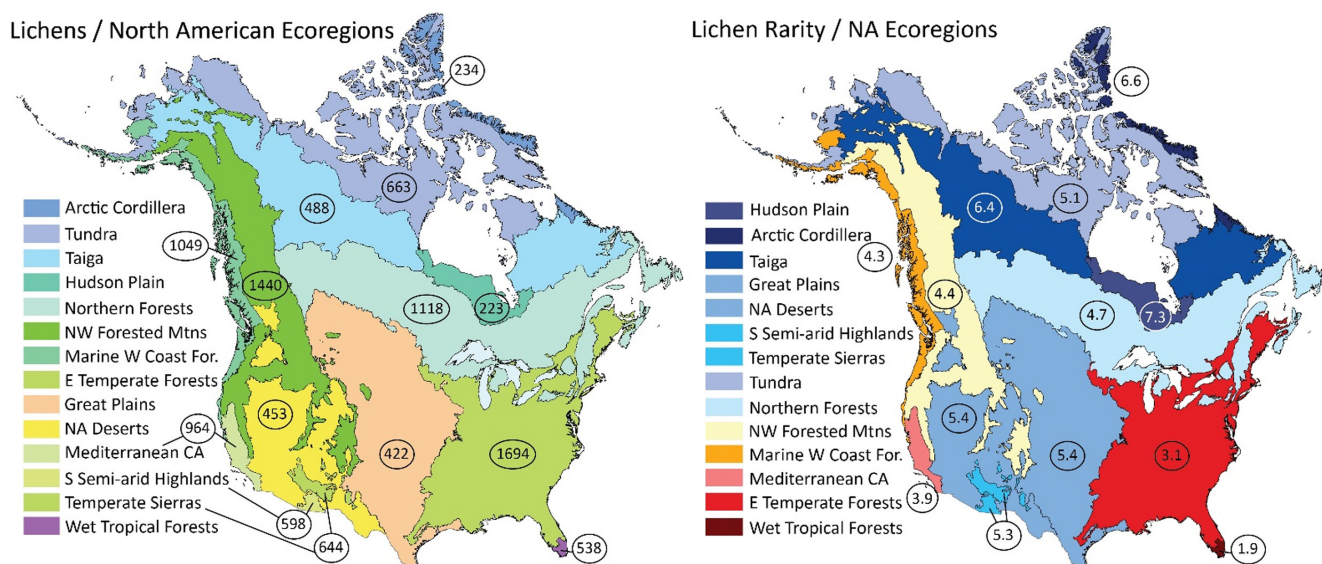 Lichens / North American Ecoregions
234
663
488
1049
1440
1118
223
453
964
422
1694
598
644
538
Arctic Cordillera
Tundra
Taiga
Hudson Plain
Northern Forests
NW Forested Mtns
Marine W Coast For.
E Temperate Forests
Great Plains
NA Deserts
Mediterranean CA
S Semi-arid Highlands
Temperate Sierras
Wet Tropical Forests
Lichen Rarity / NA Ecoregions
6.6
5.1
6.4
4.3
4.4
4.7
7.3
5.4
5.4
3.1
3.9
5.3
1.9
Hudson Plain
Arctic Cordillera
Taiga
Great Plains
NA Deserts
S Semi-arid Highlands
Temperate Sierras
Tundra
Northern Forests
NW Forested Mtns
Marine W Coast For.
Mediterranean CA
E Temperate Forests
Wet Tropical Forests